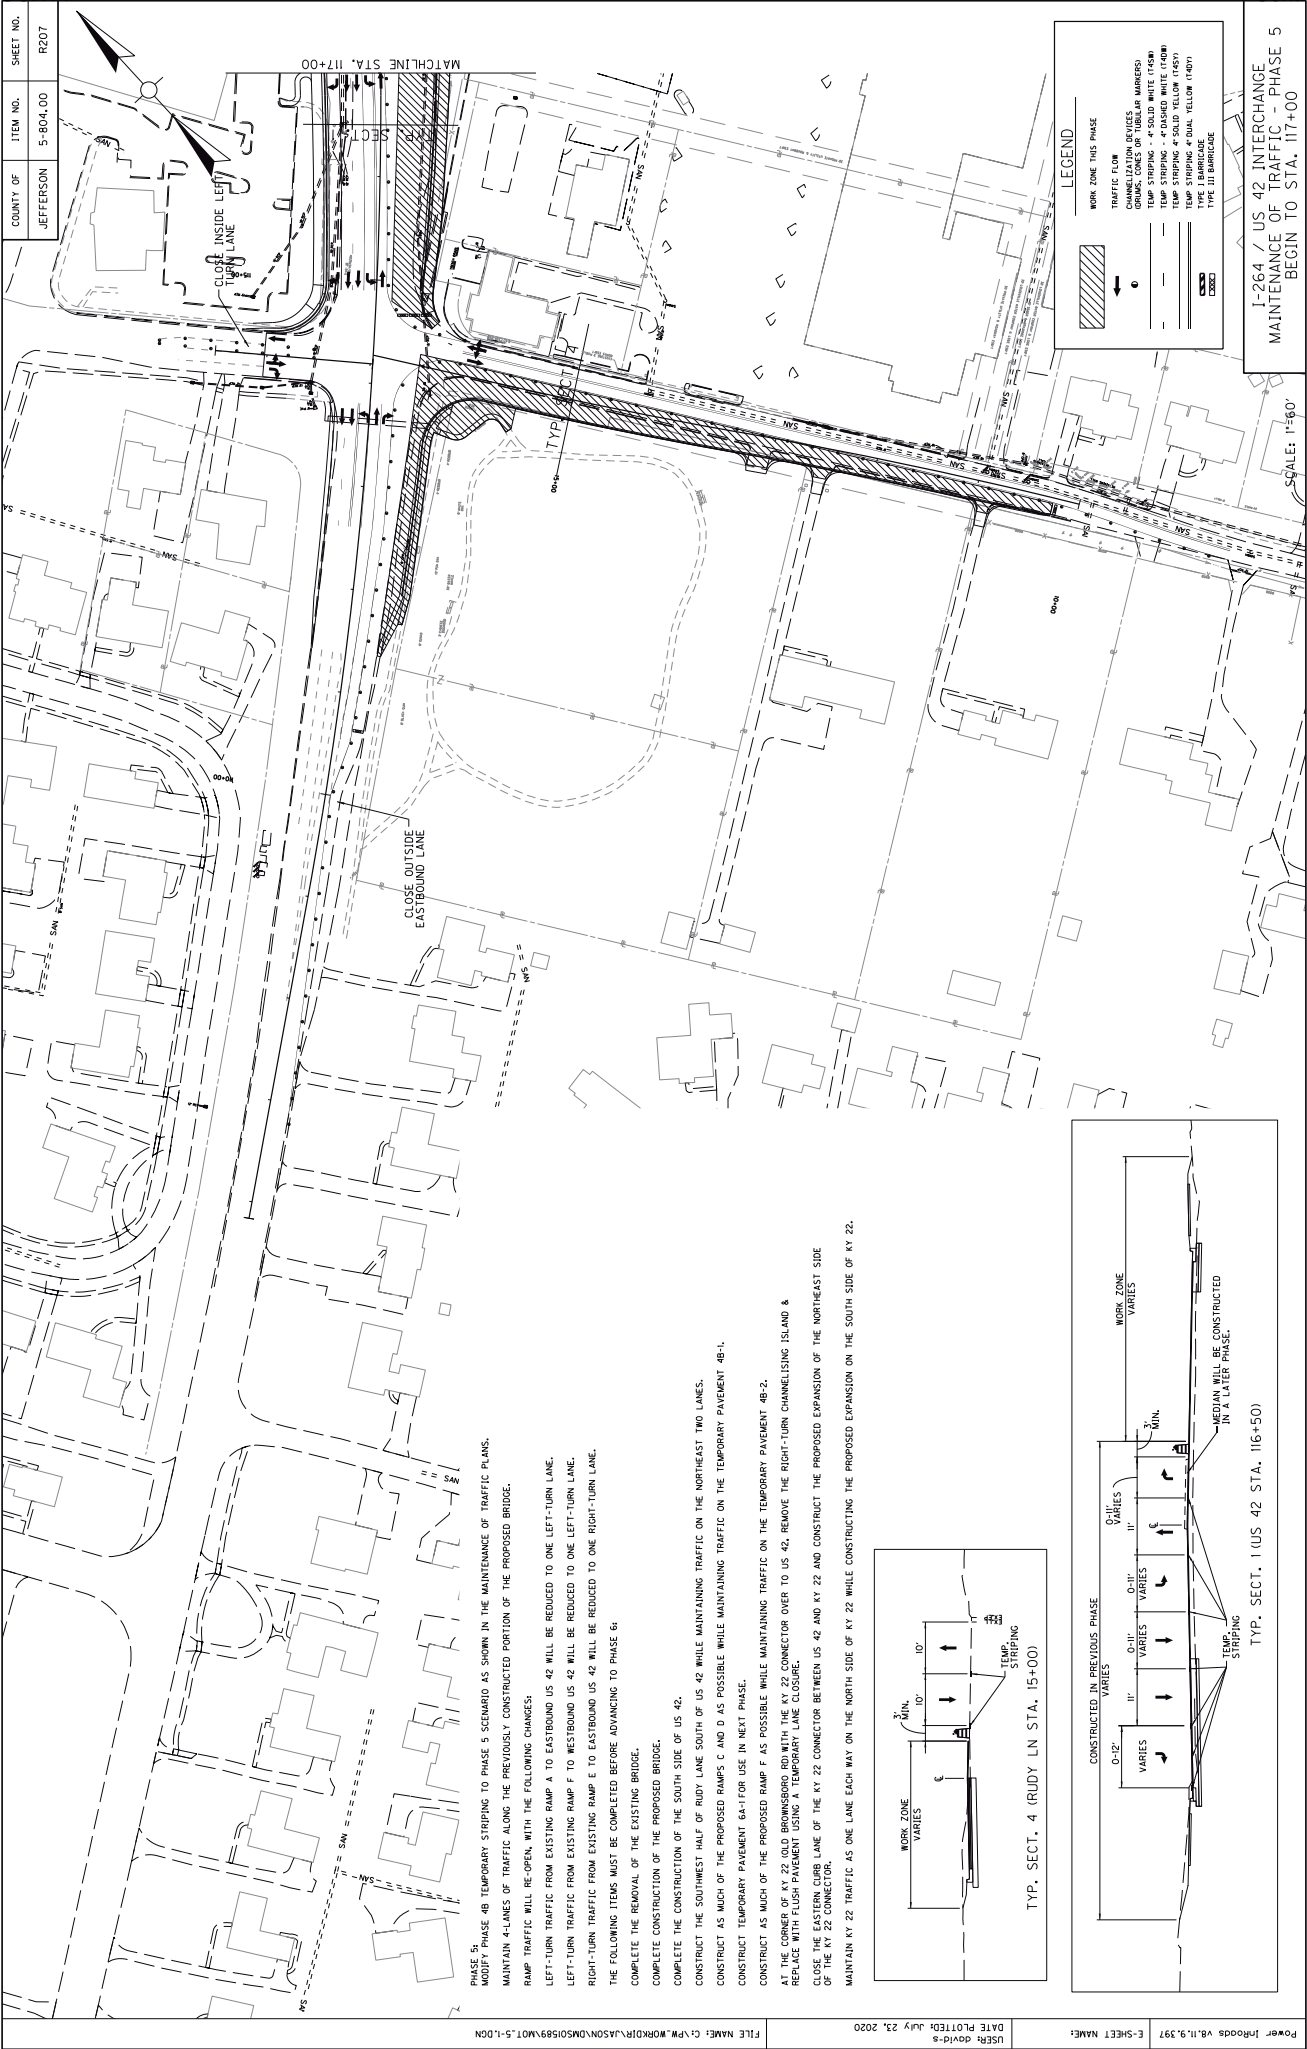 COUNTY OF
ITEM NO.
SHEET NO.
JEFFERSON
5-804.00
R207
MATCHLINE STA. 117+00
TYP. SECT. 1
CLOSE INSIDE LEFT
TURN LANE
115+00
TYP. SECT. 4
15+00
10+00
110+00
CLOSE OUTSIDE
EASTBOUND LANE
SAN
SAN
SAN
SAN
SAN
SAN
SAN
SAN
SAN
SAN
SAN
SAN
LEGEND
WORK ZONE THIS PHASE
TRAFFIC FLOW
CHANNELIZATION DEVICES
(DRUMS, CONES OR TUBULAR MARKERS)
TEMP STRIPING - 4" SOLID WHITE (T4SW)
TEMP STRIPING - 4" DASHED WHITE (T4DW)
TEMP STRIPING 4" SOLID YELLOW (T4SY)
TEMP STRIPING 4" DUAL YELLOW (T4DY)
TYPE I BARRICADE
TYPE III BARRICADE
I-264 / US 42 INTERCHANGE
MAINTENANCE OF TRAFFIC - PHASE 5
BEGIN TO STA. 117+00
SCALE: 1"=60'
PHASE 5:
MODIFY PHASE 4B TEMPORARY STRIPING TO PHASE 5 SCENARIO AS SHOWN IN THE MAINTENANCE OF TRAFFIC PLANS.
MAINTAIN 4-LANES OF TRAFFIC ALONG THE PREVIOUSLY CONSTRUCTED PORTION OF THE PROPOSED BRIDGE.
RAMP TRAFFIC WILL RE-OPEN, WITH THE FOLLOWING CHANGES:
LEFT-TURN TRAFFIC FROM EXISTING RAMP A TO EASTBOUND US 42 WILL BE REDUCED TO ONE LEFT-TURN LANE.
LEFT-TURN TRAFFIC FROM EXISTING RAMP F TO WESTBOUND US 42 WILL BE REDUCED TO ONE LEFT-TURN LANE.
RIGHT-TURN TRAFFIC FROM EXISTING RAMP E TO EASTBOUND US 42 WILL BE REDUCED TO ONE RIGHT-TURN LANE.
THE FOLLOWING ITEMS MUST BE COMPLETED BEFORE ADVANCING TO PHASE 6:
COMPLETE THE REMOVAL OF THE EXISTING BRIDGE.
COMPLETE CONSTRUCTION OF THE PROPOSED BRIDGE.
COMPLETE THE CONSTRUCTION OF THE SOUTH SIDE OF US 42.
CONSTRUCT THE SOUTHWEST HALF OF RUDY LANE SOUTH OF US 42 WHILE MAINTAINING TRAFFIC ON THE NORTHEAST TWO LANES.
CONSTRUCT AS MUCH OF THE PROPOSED RAMPS C AND D AS POSSIBLE WHILE MAINTAINING TRAFFIC ON THE TEMPORARY PAVEMENT 4B-1.
CONSTRUCT TEMPORARY PAVEMENT 6A-1 FOR USE IN NEXT PHASE.
CONSTRUCT AS MUCH OF THE PROPOSED RAMP F AS POSSIBLE WHILE MAINTAINING TRAFFIC ON THE TEMPORARY PAVEMENT 4B-2.
AT THE CORNER OF KY 22 (OLD BROWNSBORO RD) WITH THE KY 22 CONNECTOR OVER TO US 42, REMOVE THE RIGHT-TURN CHANNELISING ISLAND &
REPLACE WITH FLUSH PAVEMENT USING A TEMPORARY LANE CLOSURE.
CLOSE THE EASTERN CURB LANE OF THE KY 22 CONNECTOR BETWEEN US 42 AND KY 22 AND CONSTRUCT THE PROPOSED EXPANSION OF THE NORTHEAST SIDE
OF THE KY 22 CONNECTOR.
MAINTAIN KY 22 TRAFFIC AS ONE LANE EACH WAY ON THE NORTH SIDE OF KY 22 WHILE CONSTRUCTING THE PROPOSED EXPANSION ON THE SOUTH SIDE OF KY 22.
WORK ZONE
VARIES
3'
MIN.
10'
10'
TEMP.
STRIPING
TYP. SECT. 4 (RUDY LN STA. 15+00)
CONSTRUCTED IN PREVIOUS PHASE
VARIES
WORK ZONE
VARIES
0-12'
VARIES
11'
0-11'
VARIES
0-11'
VARIES
11'
0-11'
VARIES
3'
MIN.
MEDIAN WILL BE CONSTRUCTED
IN A LATER PHASE.
TEMP.
STRIPING
TYP. SECT. 1 (US 42 STA. 116+50)
FILE NAME: C:\PW_WORKDIR\JASON\DMS01589\MOT_5-1.DGN
USER: david-s
DATE PLOTTED: July 23, 2020
E-SHEET NAME:
Power InRoads v8.11.9.397